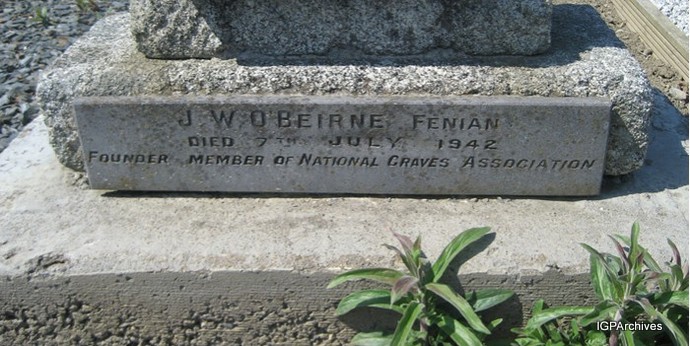 J. W. O'BEIRNE FENIAN
DIED 7TH JULY 1942
FOUNDER MEMBER OF NATIONAL GRAVES ASSOCIATION
IGPArchives